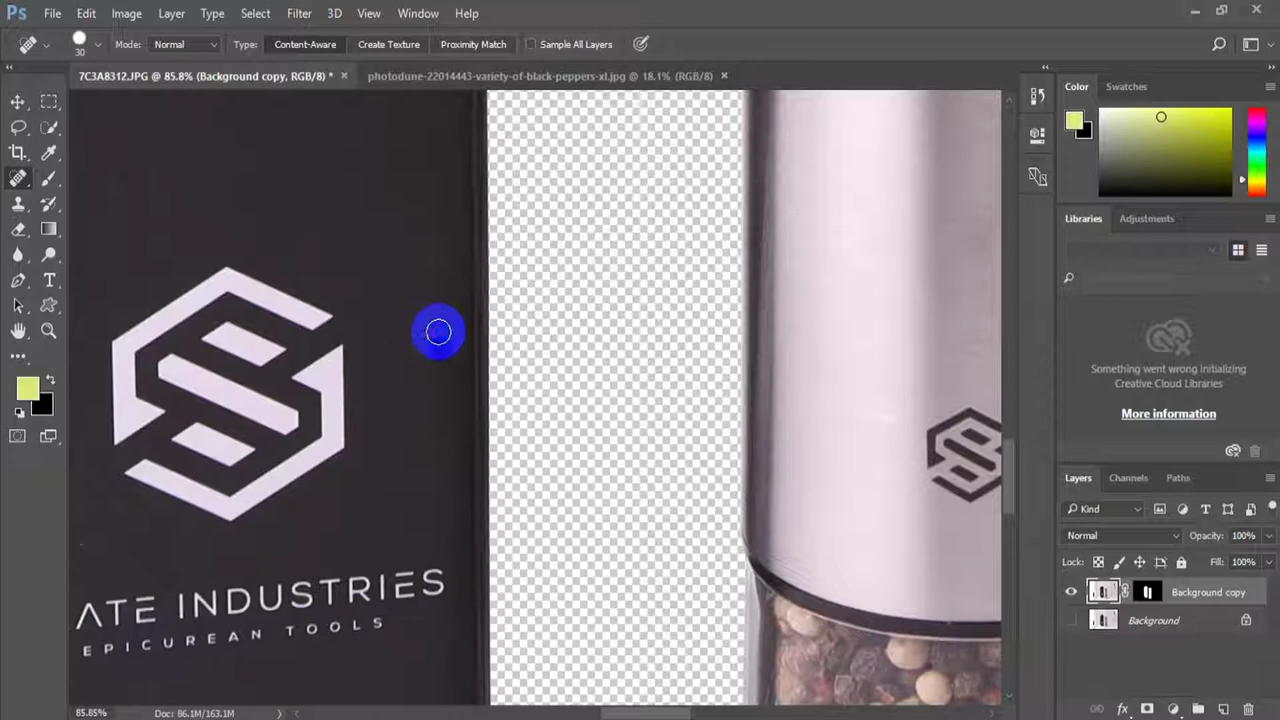 Ps File Edit Image Layer Type Select Filter 3D View Window Help
30 Mode: Normal Type: Content-Aware Create Texture Proximity Match Sample All Layers
7C3A8312.JPG @ 85.8% (Background copy, RGB/8) * × photodune-22014443-variety-of-black-peppers-xl.jpg @ 18.1% (RGB/8) ×
Color Swatches
Libraries Adjustments
Something went wrong initializing
Creative Cloud Libraries
More information
Layers Channels Paths
Kind
Normal Opacity: 100%
Lock: Fill: 100%
Background copy
Background
ATE INDUSTRIES
EPICUREAN TOOLS
85.85% Doc: 86.1M/163.1M